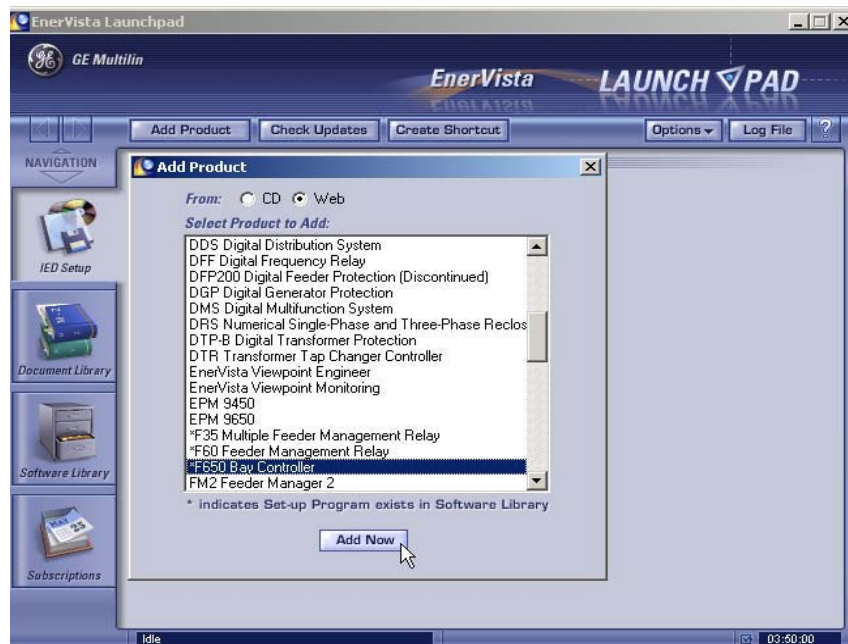 EnerVista Launchpad
GE Multilin
EnerVista LAUNCH PAD
Add Product
Check Updates
Create Shortcut
Options
Log File
?
NAVIGATION
IED Setup
Document Library
Software Library
Subscriptions
Add Product
From: CD Web
Select Product to Add:
DDS Digital Distribution System
DFF Digital Frequency Relay
DFP200 Digital Feeder Protection (Discontinued)
DGP Digital Generator Protection
DMS Digital Multifunction System
DRS Numerical Single-Phase and Three-Phase Reclos
DTP-B Digital Transformer Protection
DTR Transformer Tap Changer Controller
EnerVista Viewpoint Engineer
EnerVista Viewpoint Monitoring
EPM 9450
EPM 9650
*F35 Multiple Feeder Management Relay
*F60 Feeder Management Relay
*F650 Bay Controller
FM2 Feeder Manager 2
* indicates Set-up Program exists in Software Library
Add Now
Idle
03:50:00